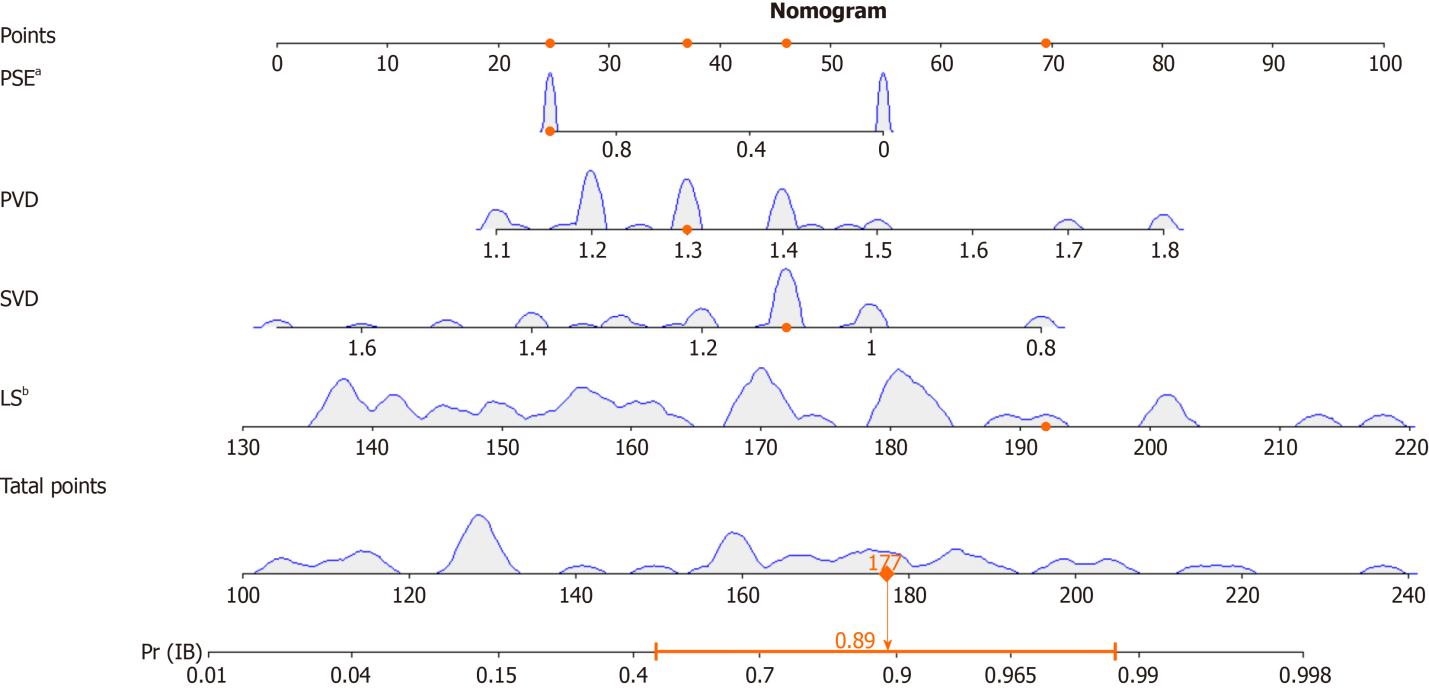 Nomogram
Points
0 10 20 30 40 50 60 70 80 90 100
PSEa
0.8 0.4 0
PVD
1.1 1.2 1.3 1.4 1.5 1.6 1.7 1.8
SVD
1.6 1.4 1.2 1 0.8
LSb
130 140 150 160 170 180 190 200 210 220
Tatal points
177
100 120 140 160 180 200 220 240
0.89
Pr (IB)
0.01 0.04 0.15 0.4 0.7 0.9 0.965 0.99 0.998